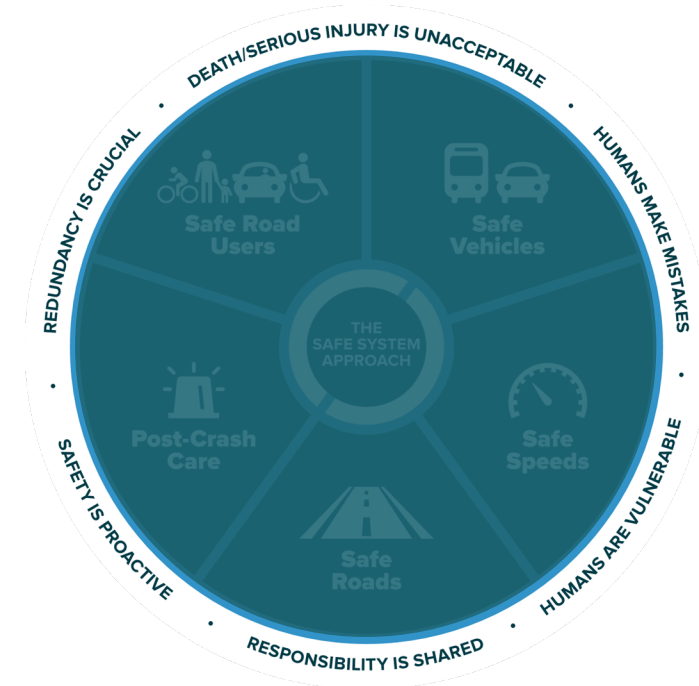 DEATH/SERIOUS INJURY IS UNACCEPTABLE
HUMANS MAKE MISTAKES
HUMANS ARE VULNERABLE
RESPONSIBILITY IS SHARED
SAFETY IS PROACTIVE
REDUNDANCY IS CRUCIAL
Safe Road
Users
Safe
Vehicles
Safe
Speeds
Safe
Roads
Post-Crash
Care
THE
SAFE SYSTEM
APPROACH